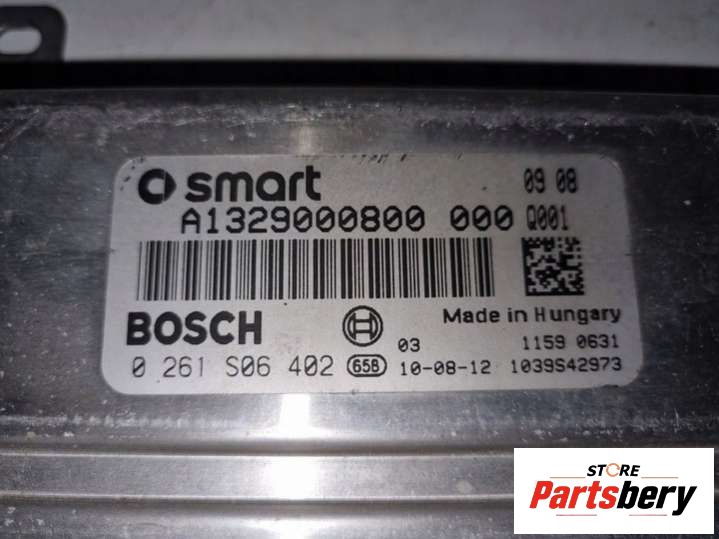 smart 09 08
A1329000800 000 Q001
Made in Hungary
BOSCH 03 1159 0631
0 261 S06 402 658 10-08-12 1039S42973
STORE
Partsbery